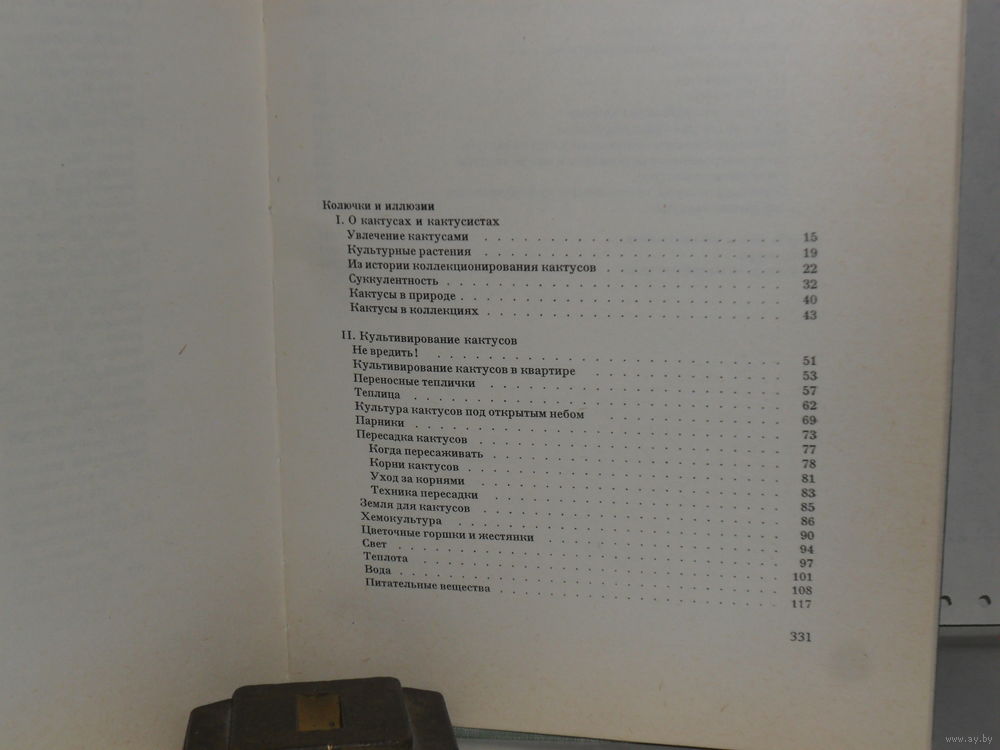 Колючки и иллюзии
I. О кактусах и кактусистах
Увлечение кактусами . . . . . . . . . . . . . . . . 15
Культурные растения . . . . . . . . . . . . . . . . 19
Из истории коллекционирования кактусов . . . . . . . . 22
Суккулентность . . . . . . . . . . . . . . . . . . 32
Кактусы в природе . . . . . . . . . . . . . . . . . 40
Кактусы в коллекциях . . . . . . . . . . . . . . . . 43
II. Культивирование кактусов
Не вредить! . . . . . . . . . . . . . . . . . . . 51
Культивирование кактусов в квартире . . . . . . . . . 53
Переносные теплички . . . . . . . . . . . . . . . . 57
Теплица . . . . . . . . . . . . . . . . . . . . . 62
Культура кактусов под открытым небом . . . . . . . . . 69
Парники . . . . . . . . . . . . . . . . . . . . . 73
Пересадка кактусов . . . . . . . . . . . . . . . . . 77
Когда пересаживать . . . . . . . . . . . . . . . . . 78
Корни кактусов . . . . . . . . . . . . . . . . . . 81
Уход за корнями . . . . . . . . . . . . . . . . . . 83
Техника пересадки . . . . . . . . . . . . . . . . . 85
Земля для кактусов . . . . . . . . . . . . . . . . . 86
Хемокультура . . . . . . . . . . . . . . . . . . . 90
Цветочные горшки и жестянки . . . . . . . . . . . . . 94
Свет . . . . . . . . . . . . . . . . . . . . . . 97
Теплота . . . . . . . . . . . . . . . . . . . . . 101
Вода . . . . . . . . . . . . . . . . . . . . . . 108
Питательные вещества . . . . . . . . . . . . . . . . 117
331
www.ay.by